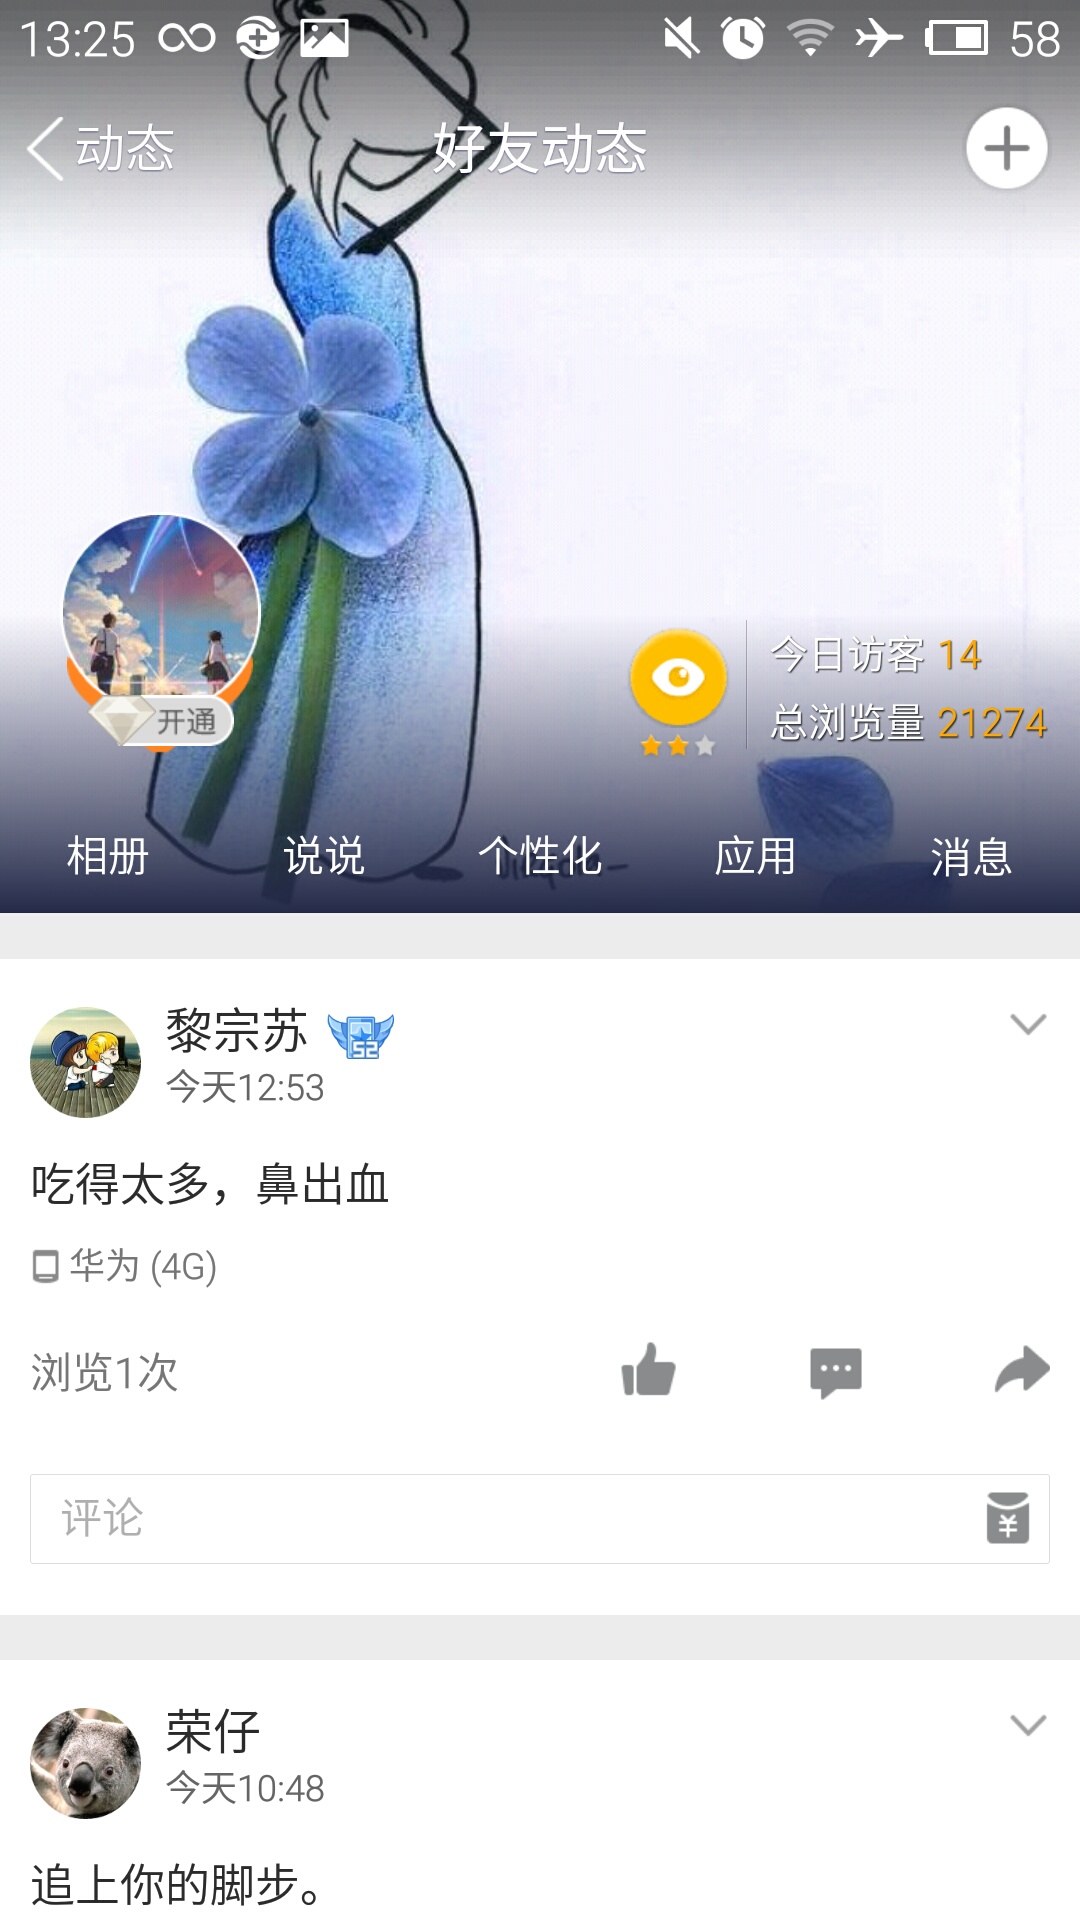 13:25
58
动态
好友动态
今日访客 14
总浏览量 21274
开通
相册
说说
个性化
应用
消息
黎宗苏
S2
今天12:53
吃得太多，鼻出血
华为 (4G)
浏览1次
评论
¥
荣仔
今天10:48
追上你的脚步。